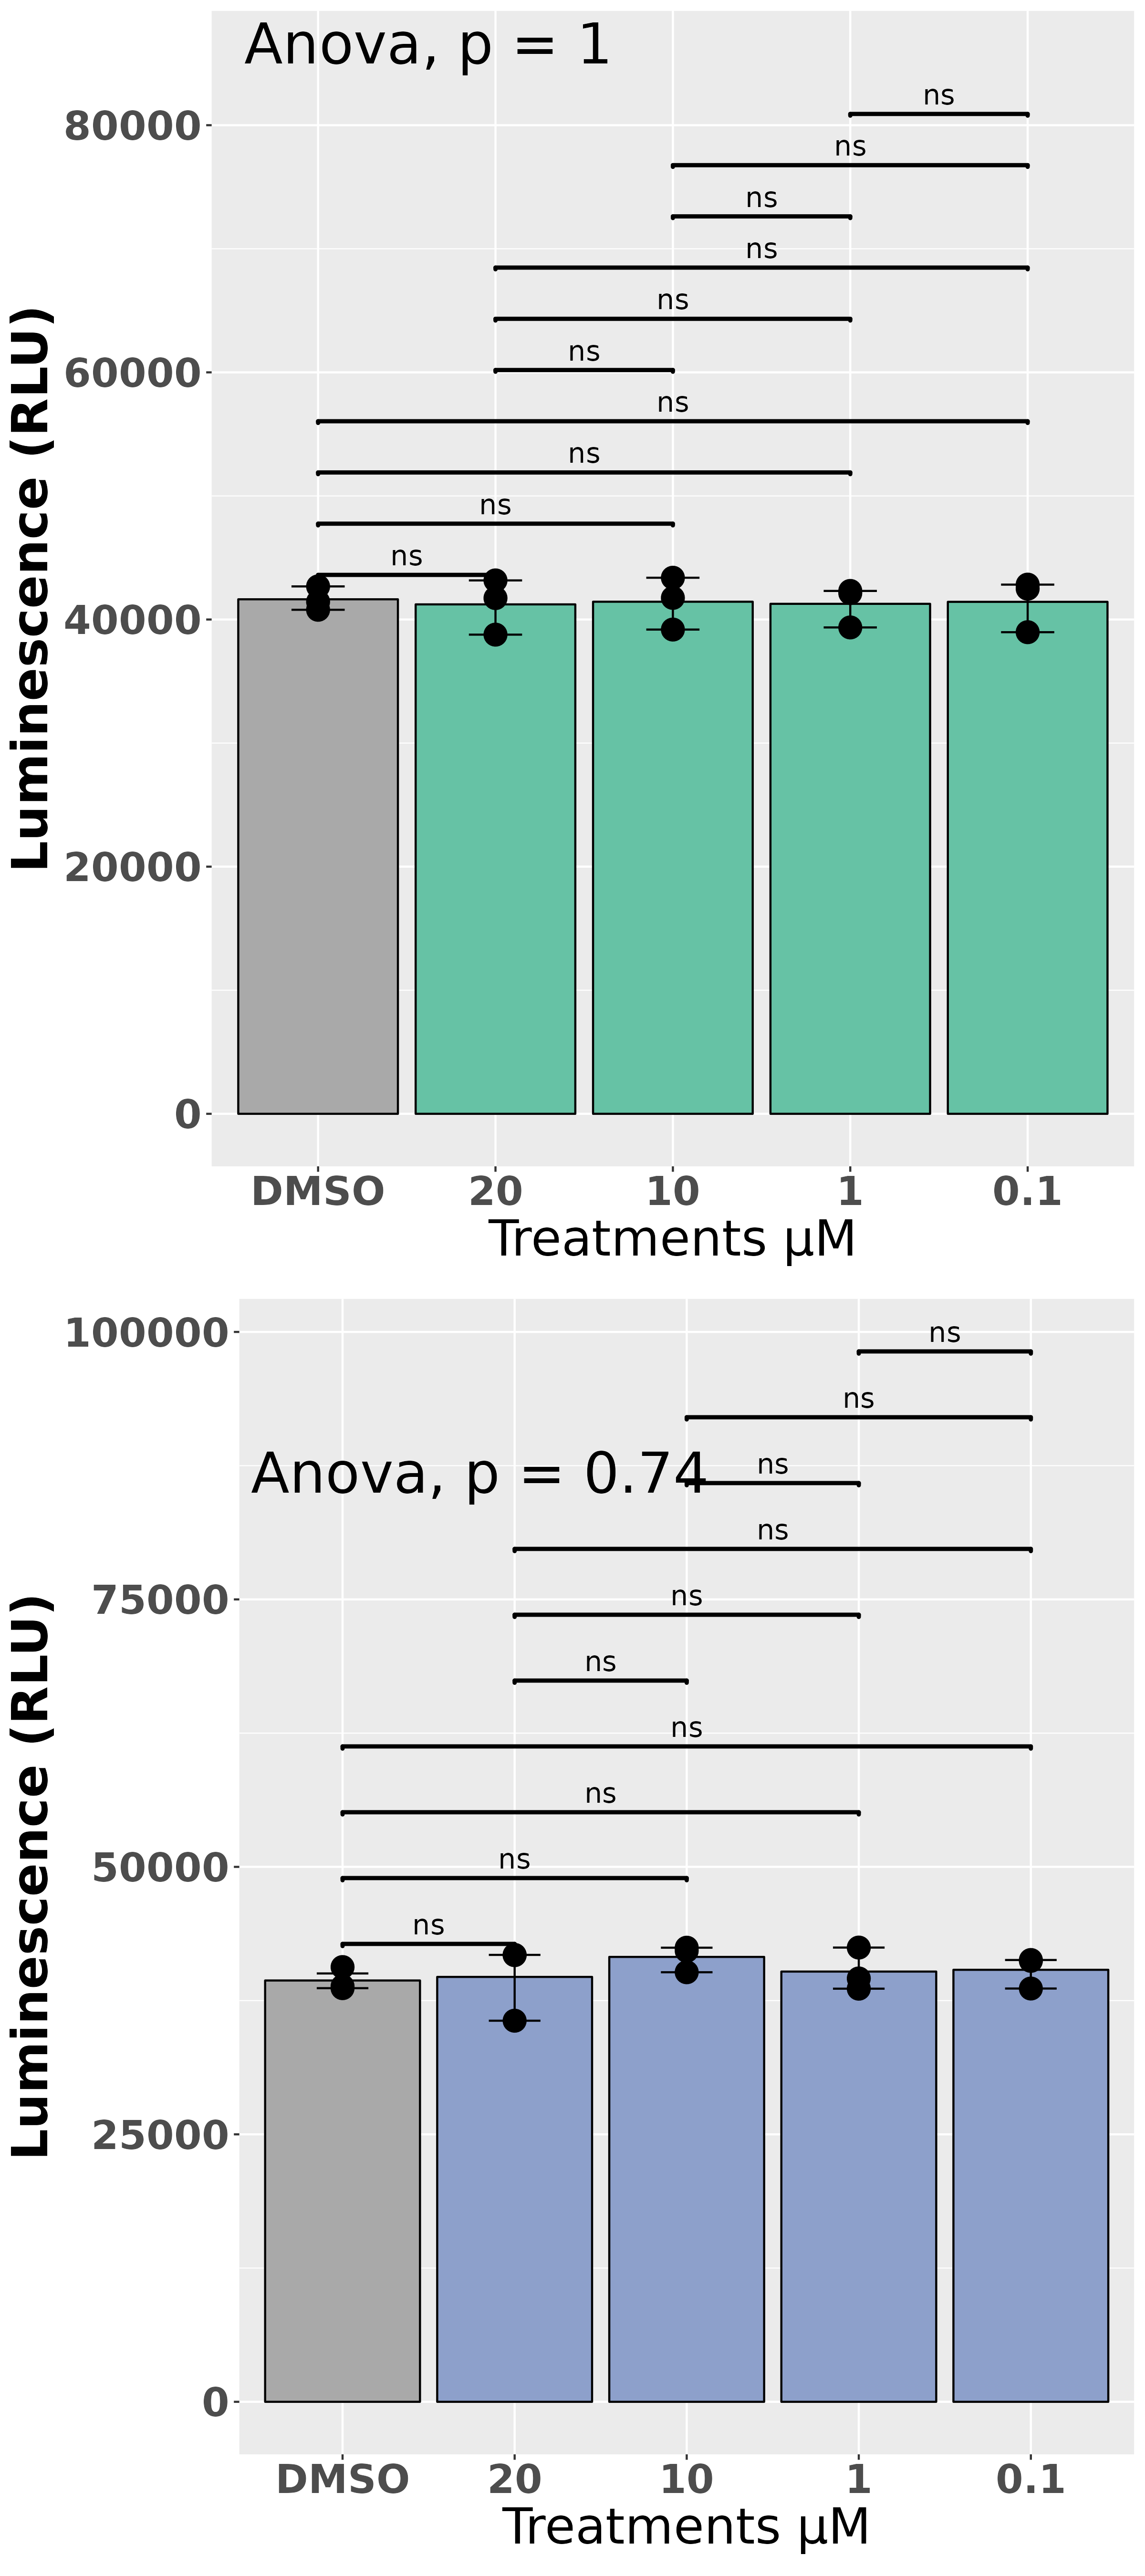 Anova, p = 1
ns
80000
ns
ns
ns
ns
ns
60000
ns
ns
ns
ns
40000
20000
0
Luminescence (RLU)
DMSO 20 10 1 0.1
Treatments µM
100000
ns
ns
Anova, p = 0.74
ns
ns
75000
ns
ns
ns
ns
50000
ns
ns
25000
0
Luminescence (RLU)
DMSO 20 10 1 0.1
Treatments µM